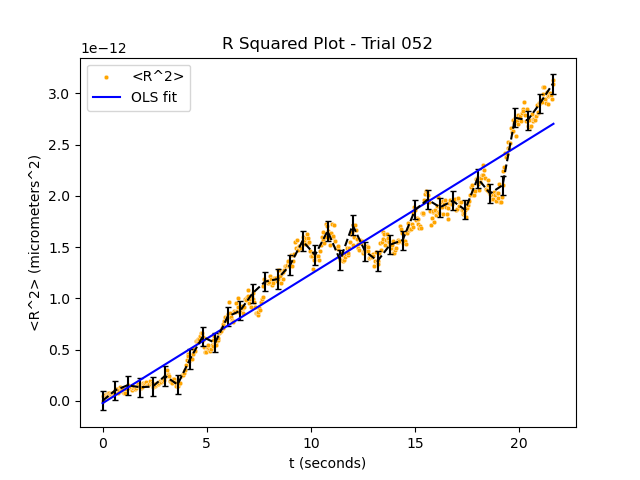 R Squared Plot - Trial 052
1e−12
<R^2>
OLS fit
3.0
2.5
2.0
1.5
1.0
0.5
0.0
<R^2> (micrometers^2)
0 5 10 15 20
t (seconds)